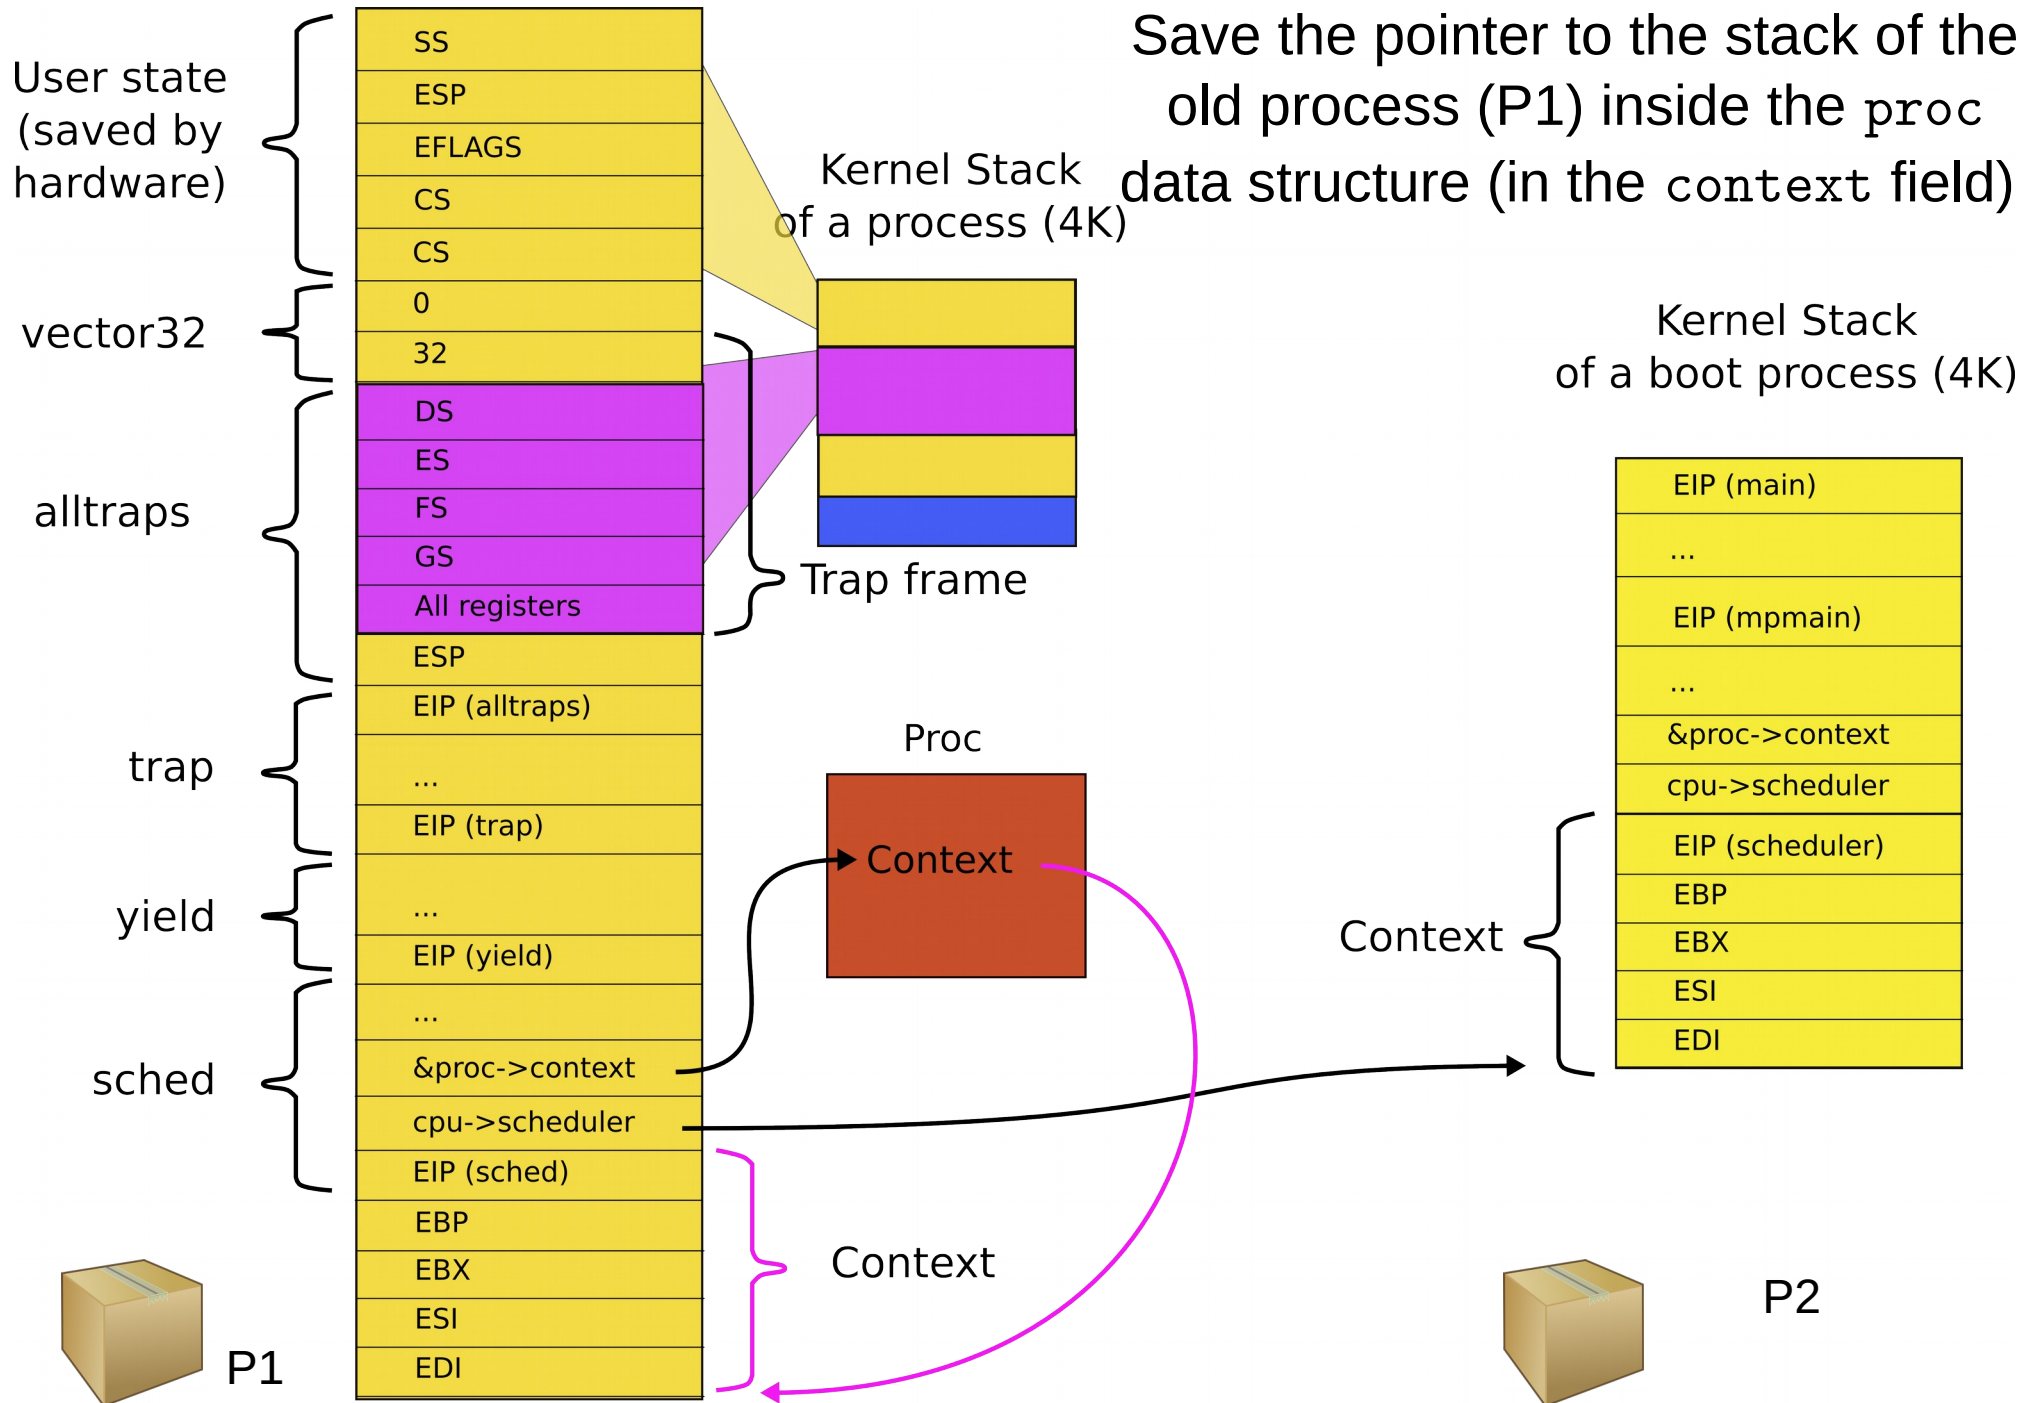 Save the pointer to the stack of the
old process (P1) inside the proc
data structure (in the context field)
User state
(saved by
hardware)
vector32
alltraps
trap
yield
sched
P1
SS
ESP
EFLAGS
CS
CS
0
32
DS
ES
FS
GS
All registers
ESP
EIP (alltraps)
...
EIP (trap)
...
EIP (yield)
...
&proc->context
cpu->scheduler
EIP (sched)
EBP
EBX
ESI
EDI
Kernel Stack
of a process (4K)
Trap frame
Proc
Context
Context
Kernel Stack
of a boot process (4K)
EIP (main)
...
EIP (mpmain)
...
&proc->context
cpu->scheduler
EIP (scheduler)
EBP
EBX
ESI
EDI
Context
P2